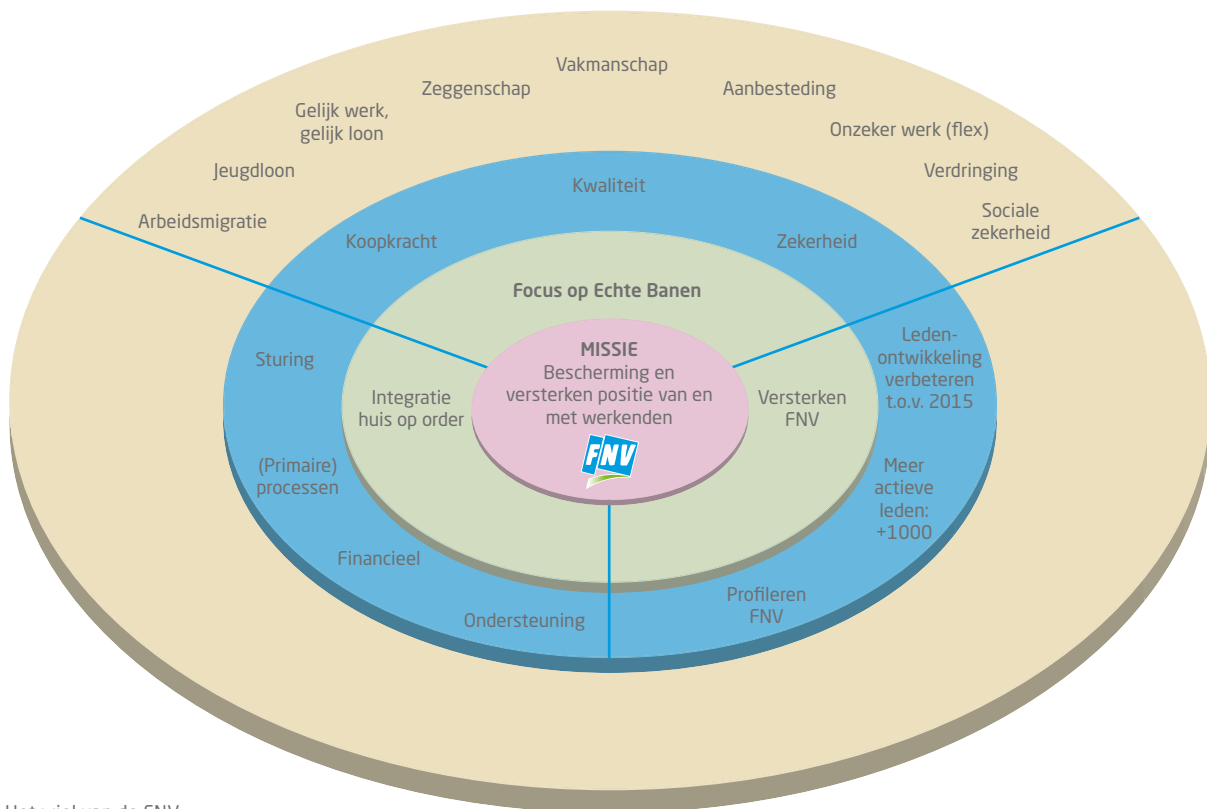 Vakmanschap
Zeggenschap
Aanbesteding
Gelijk werk,
gelijk loon
Onzeker werk (flex)
Jeugdloon
Verdringing
Arbeidsmigratie
Sociale
zekerheid
Kwaliteit
Koopkracht
Zekerheid
Focus op Echte Banen
MISSIE
Bescherming en
versterken positie van en
met werkenden
FNV
Sturing
Integratie
huis op order
Versterken
FNV
Leden-
ontwikkeling
verbeteren
t.o.v. 2015
(Primaire)
processen
Meer
actieve
leden:
+1000
Financieel
Ondersteuning
Profileren
FNV